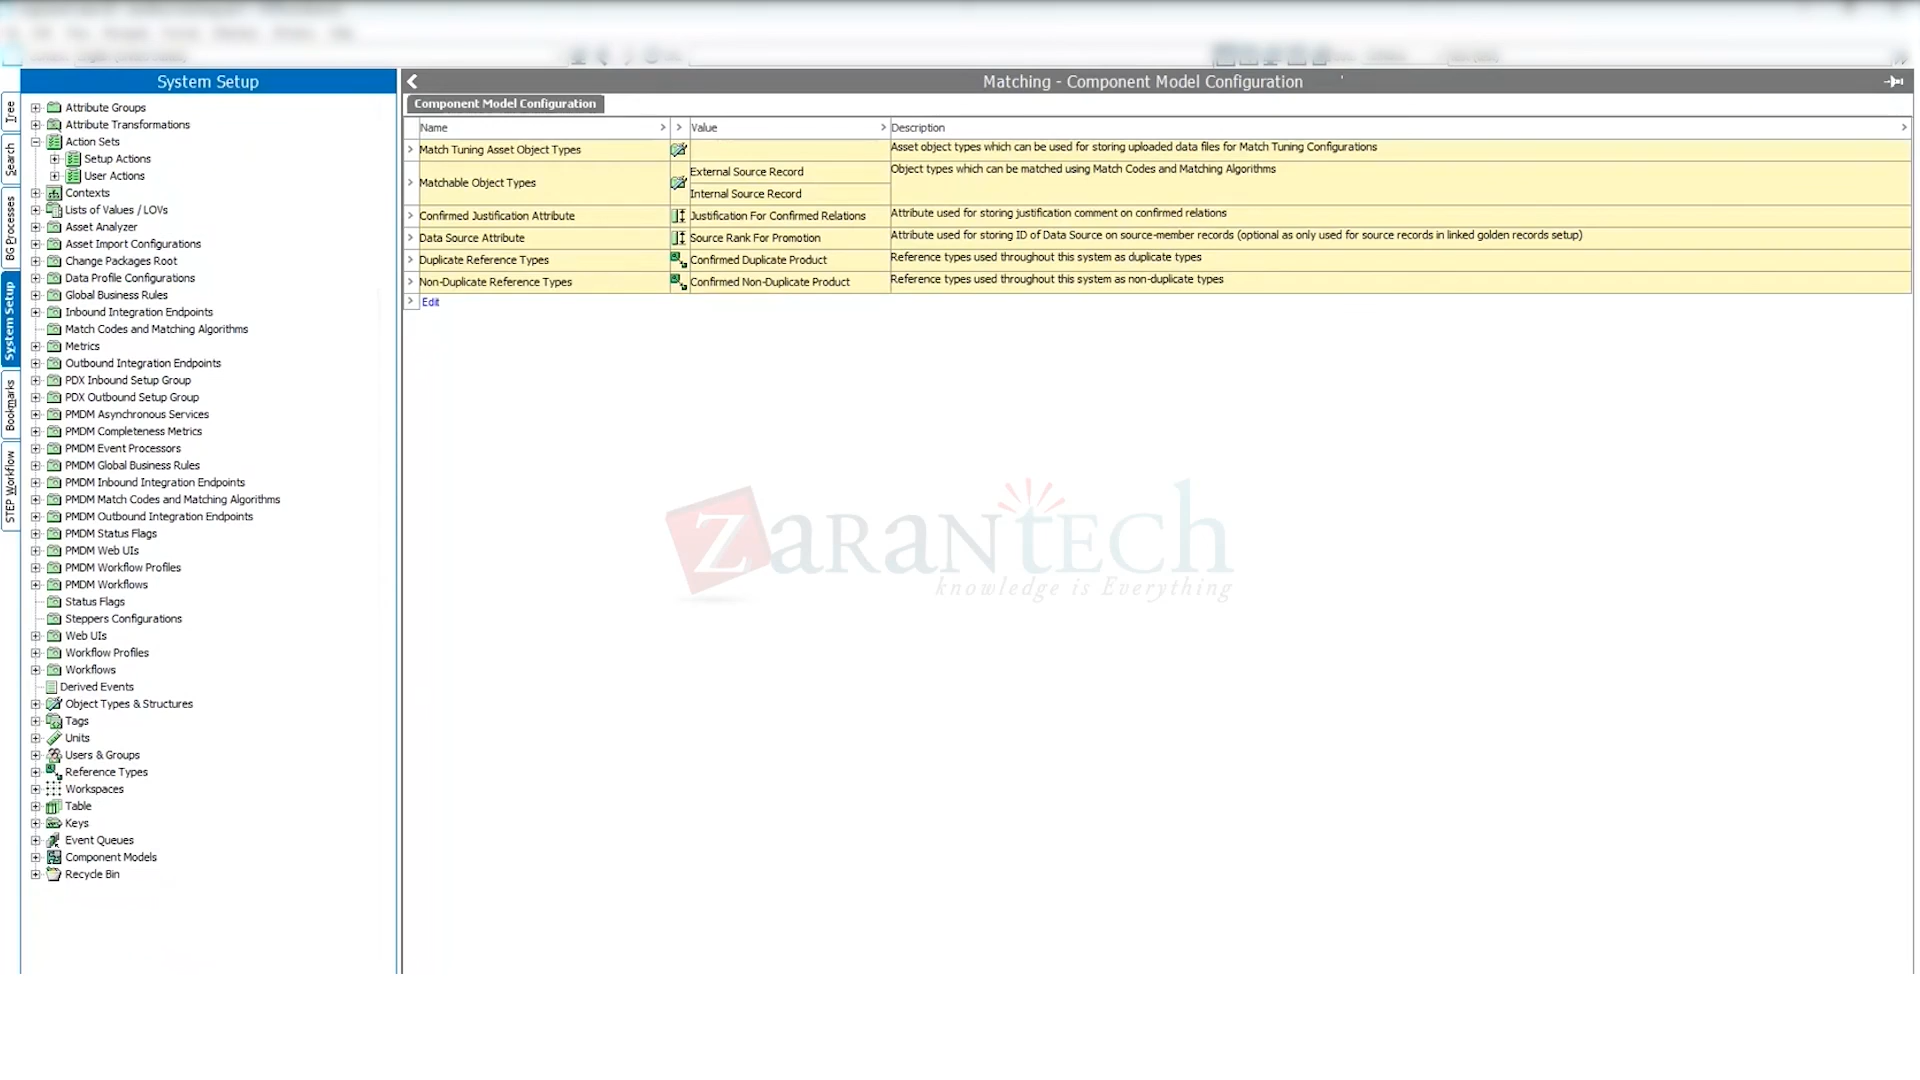 System Setup
Tree
Search
BG Processes
System Setup
Bookmarks
STEP Workflow
Attribute Groups
Attribute Transformations
Action Sets
Setup Actions
User Actions
Contexts
Lists of Values / LOVs
Asset Analyzer
Asset Import Configurations
Change Packages Root
Data Profile Configurations
Global Business Rules
Inbound Integration Endpoints
Match Codes and Matching Algorithms
Metrics
Outbound Integration Endpoints
PDX Inbound Setup Group
PDX Outbound Setup Group
PMDM Asynchronous Services
PMDM Completeness Metrics
PMDM Event Processors
PMDM Global Business Rules
PMDM Inbound Integration Endpoints
PMDM Match Codes and Matching Algorithms
PMDM Outbound Integration Endpoints
PMDM Status Flags
PMDM Web UIs
PMDM Workflow Profiles
PMDM Workflows
Status Flags
Steppers Configurations
Web UIs
Workflow Profiles
Workflows
Derived Events
Object Types & Structures
Tags
Units
Users & Groups
Reference Types
Workspaces
Table
Keys
Event Queues
Component Models
Recycle Bin
Matching - Component Model Configuration
Component Model Configuration
Name > > Value > Description >
Match Tuning Asset Object Types Asset object types which can be used for storing uploaded data files for Match Tuning Configurations
Matchable Object Types External Source Record Object types which can be matched using Match Codes and Matching Algorithms
Internal Source Record
Confirmed Justification Attribute Justification For Confirmed Relations Attribute used for storing justification comment on confirmed relations
Data Source Attribute Source Rank For Promotion Attribute used for storing ID of Data Source on source-member records (optional as only used for source records in linked golden records setup)
Duplicate Reference Types Confirmed Duplicate Product Reference types used throughout this system as duplicate types
Non-Duplicate Reference Types Confirmed Non-Duplicate Product Reference types used throughout this system as non-duplicate types
Edit
ZaranTech
knowledge is Everything